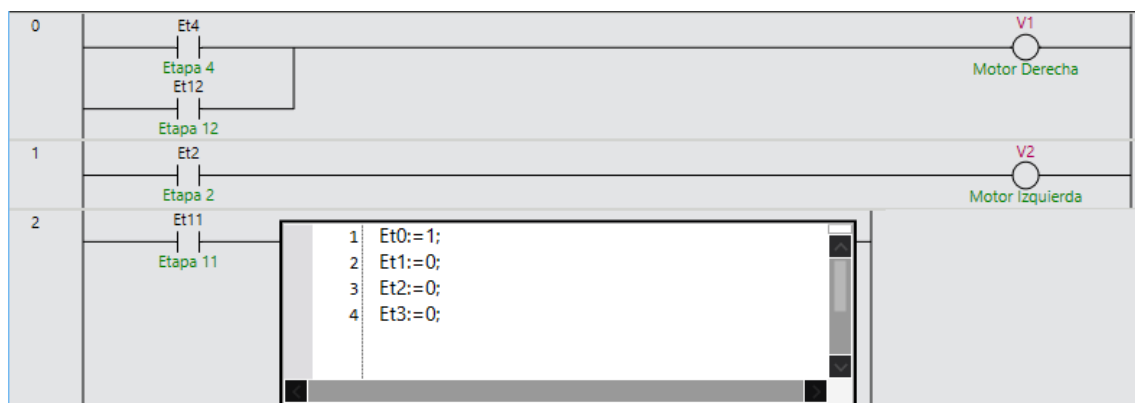 0 Et4 V1
Etapa 4 Motor Derecha
Et12
Etapa 12
1 Et2 V2
Etapa 2 Motor Izquierda
2 Et11
Etapa 11
1 Et0:=1;
2 Et1:=0;
3 Et2:=0;
4 Et3:=0;